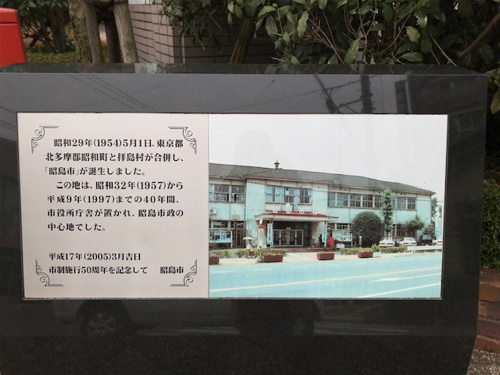 昭和29年(1954)5月1日、東京都
北多摩郡昭和町と拝島村が合併し、
「昭島市」が誕生しました。
この地は、昭和32年(1957)から
平成9年(1997)までの40年間、
市役所庁舎が置かれ、昭島市政の
中心地でした。
平成17年(2005)3月吉日
市制施行50周年を記念して　昭島市